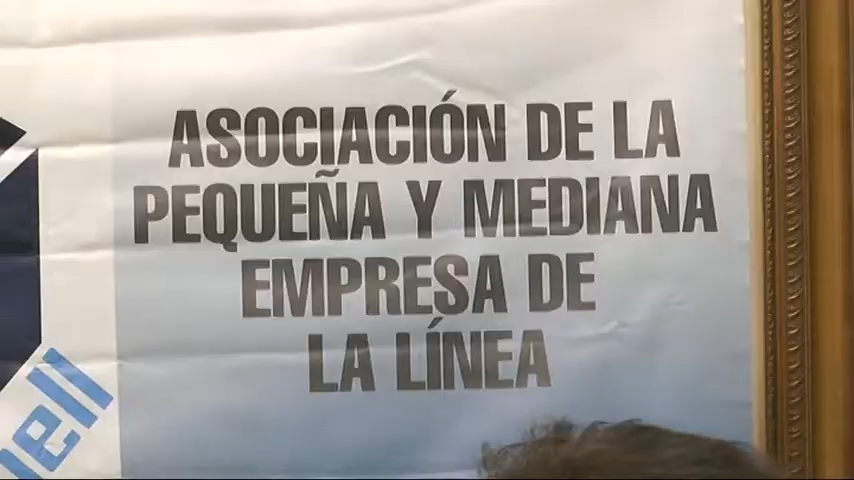 ASOCIACIÓN DE LA
PEQUEÑA Y MEDIANA
EMPRESA DE
LA LÍNEA